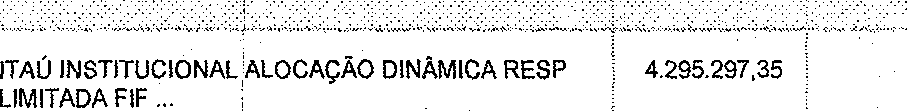 ITAÚ INSTITUCIONAL ALOCAÇÃO DINÂMICA RESP 4.295.297,35
LIMITADA FIF ...